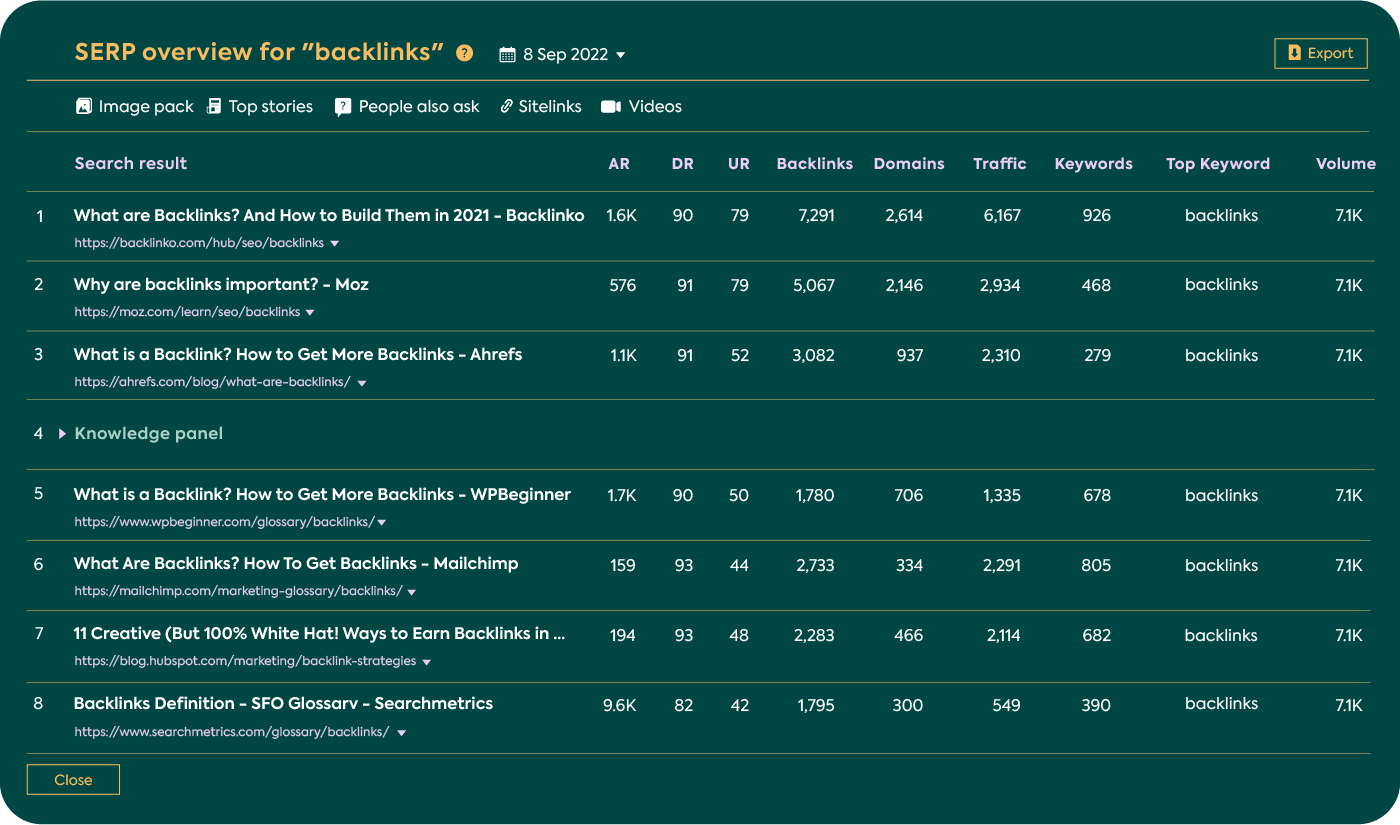 SERP overview for "backlinks" ? 8 Sep 2022 Export
Image pack Top stories ? People also ask Sitelinks Videos
Search result AR DR UR Backlinks Domains Traffic Keywords Top Keyword Volume
1 What are Backlinks? And How to Build Them in 2021 - Backlinko 1.6K 90 79 7,291 2,614 6,167 926 backlinks 7.1K
https://backlinko.com/hub/seo/backlinks
2 Why are backlinks important? - Moz 576 91 79 5,067 2,146 2,934 468 backlinks 7.1K
https://moz.com/learn/seo/backlinks
3 What is a Backlink? How to Get More Backlinks - Ahrefs 1.1K 91 52 3,082 937 2,310 279 backlinks 7.1K
https://ahrefs.com/blog/what-are-backlinks/
4 Knowledge panel
5 What is a Backlink? How to Get More Backlinks - WPBeginner 1.7K 90 50 1,780 706 1,335 678 backlinks 7.1K
https://www.wpbeginner.com/glossary/backlinks/
6 What Are Backlinks? How To Get Backlinks - Mailchimp 159 93 44 2,733 334 2,291 805 backlinks 7.1K
https://mailchimp.com/marketing-glossary/backlinks/
7 11 Creative (But 100% White Hat! Ways to Earn Backlinks in ... 194 93 48 2,283 466 2,114 682 backlinks 7.1K
https://blog.hubspot.com/marketing/backlink-strategies
8 Backlinks Definition - SFO Glossarv - Searchmetrics 9.6K 82 42 1,795 300 549 390 backlinks 7.1K
https://www.searchmetrics.com/glossary/backlinks/
Close